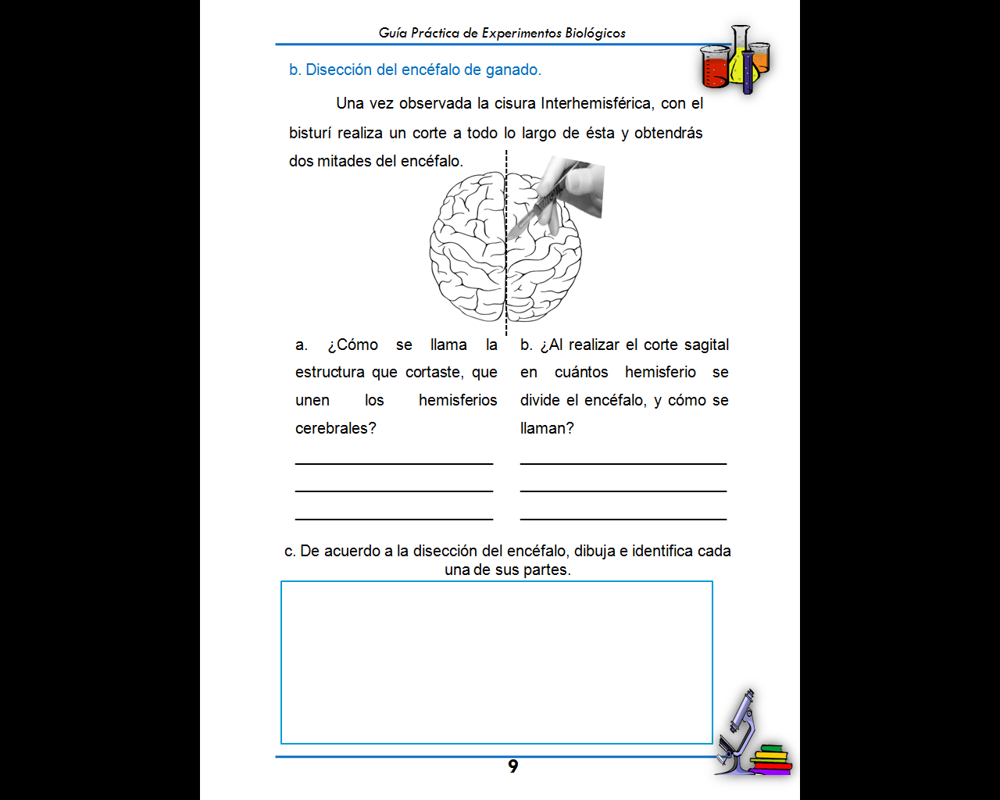 Guía Práctica de Experimentos Biológicos
b. Disección del encéfalo de ganado.
Una vez observada la cisura Interhemisférica, con el
bisturí realiza un corte a todo lo largo de ésta y obtendrás
dos mitades del encéfalo.
a. ¿Cómo se llama la
estructura que cortaste, que
unen los hemisferios
cerebrales?
b. ¿Al realizar el corte sagital
en cuántos hemisferio se
divide el encéfalo, y cómo se
llaman?
c. De acuerdo a la disección del encéfalo, dibuja e identifica cada
una de sus partes.
9